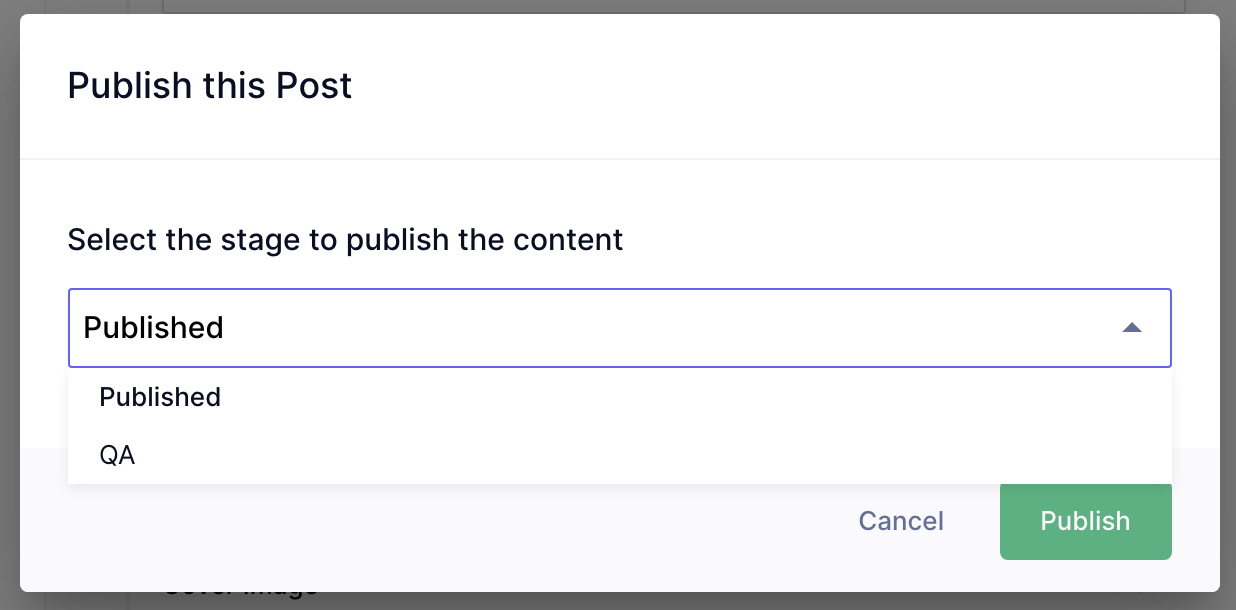 Publish this Post
Select the stage to publish the content
Published
Published
QA
Cancel
Publish